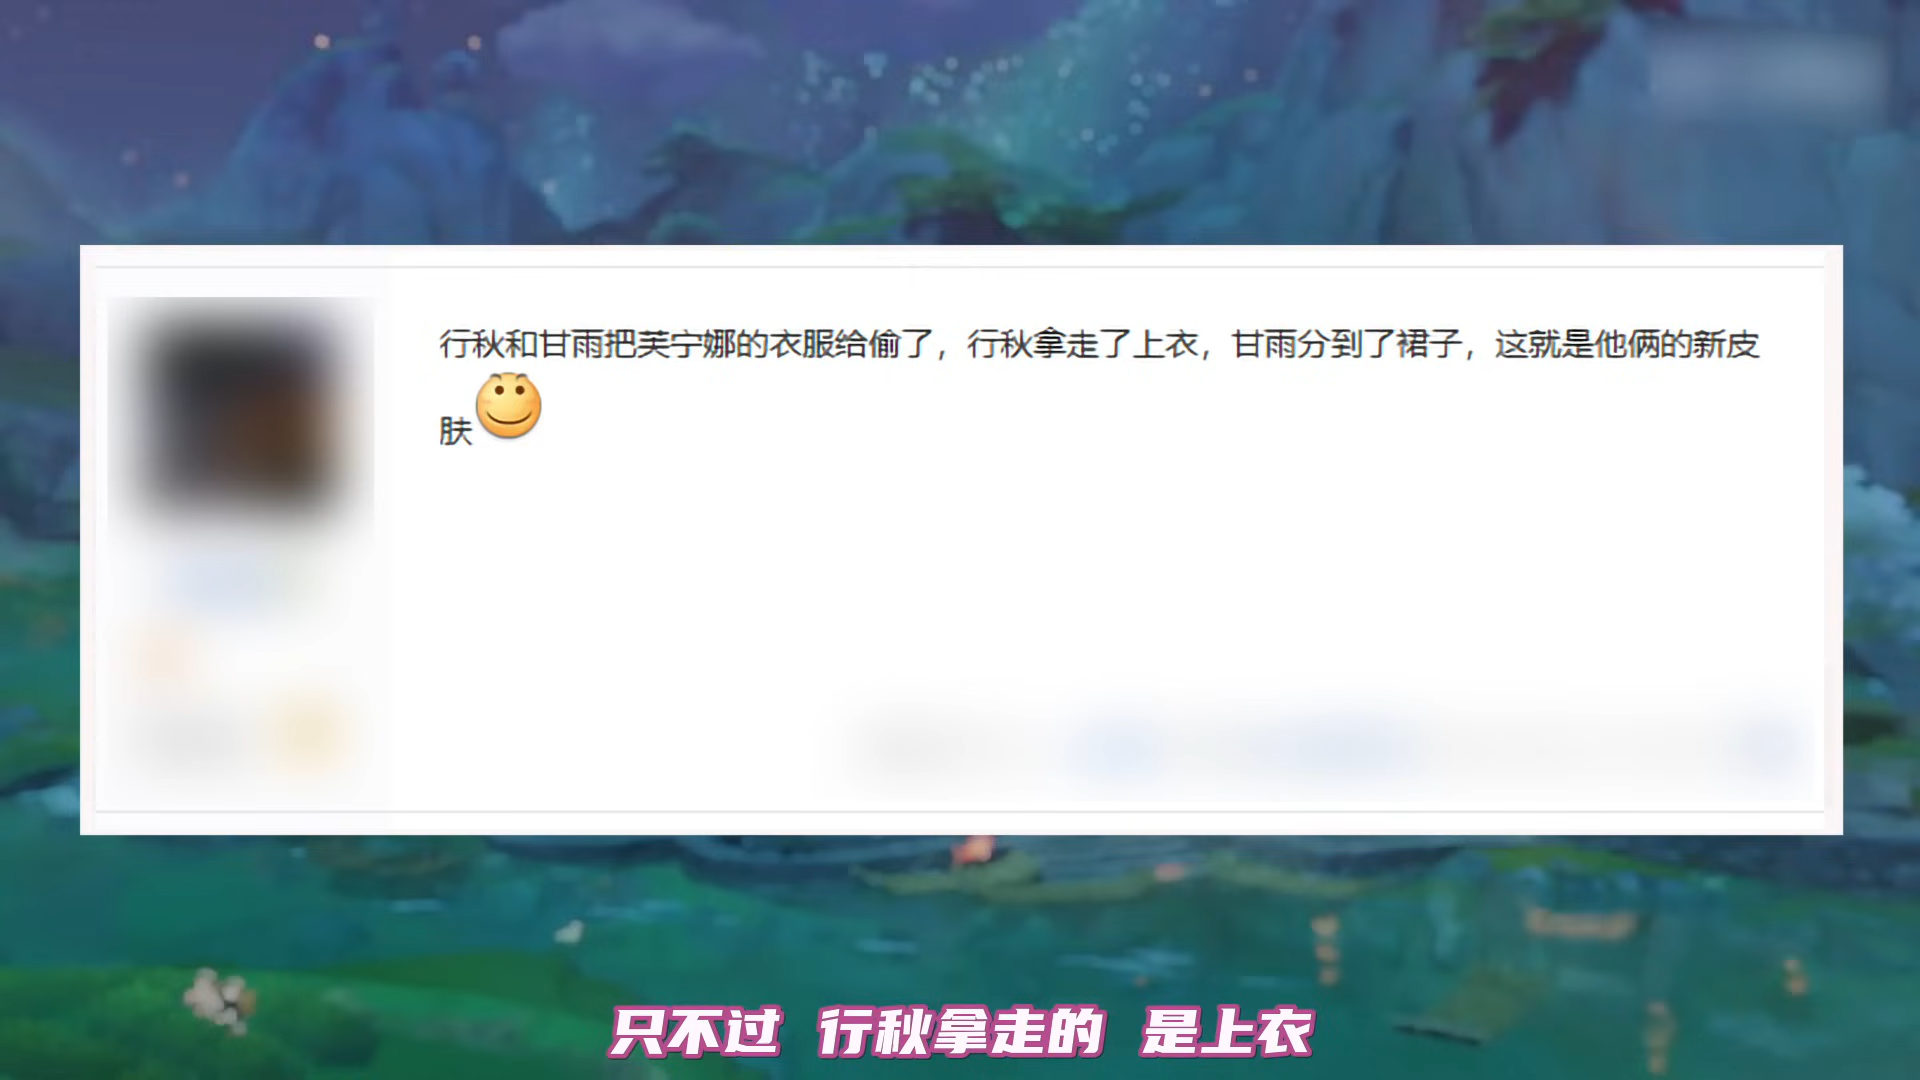 行秋和甘雨把芙宁娜的衣服给偷了，行秋拿走了上衣，甘雨分到了裙子，这就是他俩的新皮
肤
只不过 行秋拿走的 是上衣